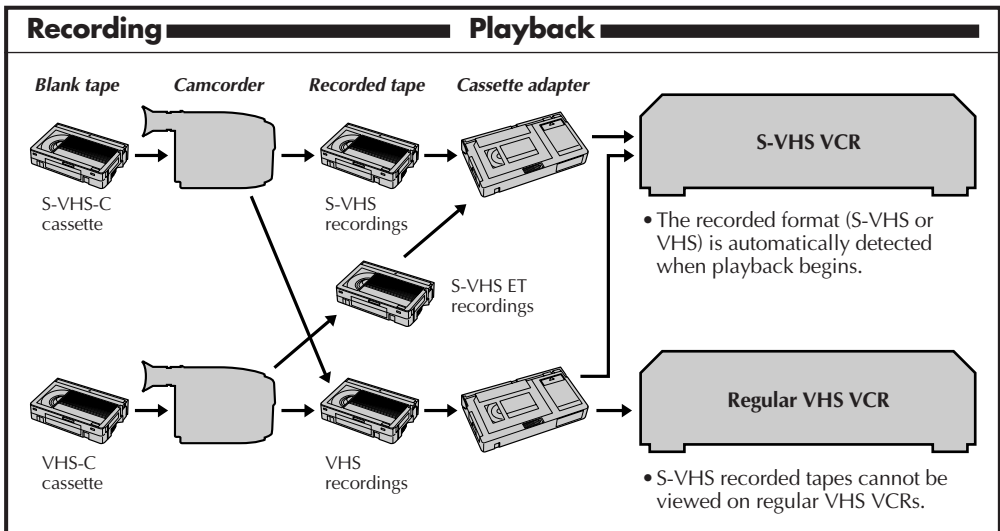 Recording Playback
Blank tape Camcorder Recorded tape Cassette adapter
S-VHS VCR
S-VHS-C
cassette
S-VHS
recordings
• The recorded format (S-VHS or
VHS) is automatically detected
when playback begins.
S-VHS ET
recordings
Regular VHS VCR
VHS-C
cassette
VHS
recordings
• S-VHS recorded tapes cannot be
viewed on regular VHS VCRs.